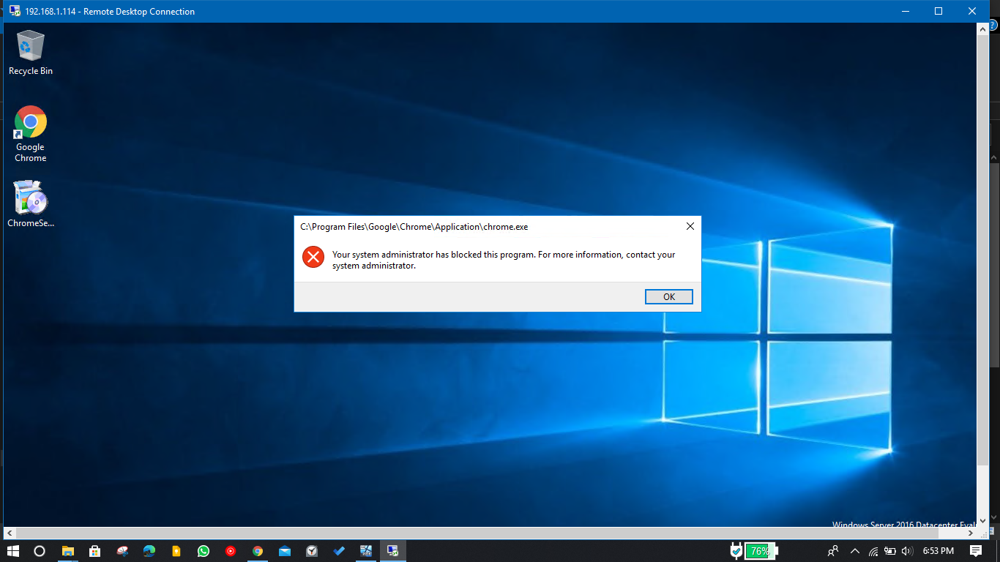 192.168.1.114 - Remote Desktop Connection
Recycle Bin
Google
Chrome
ChromeSe...
C:\Program Files\Google\Chrome\Application\chrome.exe
Your system administrator has blocked this program. For more information, contact your
system administrator.
OK
Windows Server 2016 Datacenter Eval
76%
6:53 PM